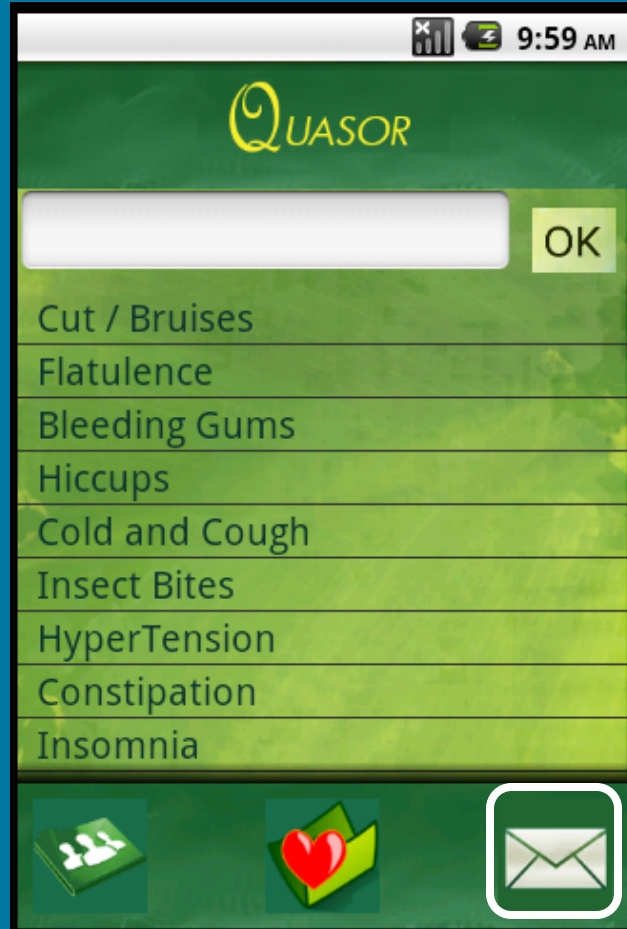 9:59 AM
QUASOR
OK
Cut / Bruises
Flatulence
Bleeding Gums
Hiccups
Cold and Cough
Insect Bites
HyperTension
Constipation
Insomnia